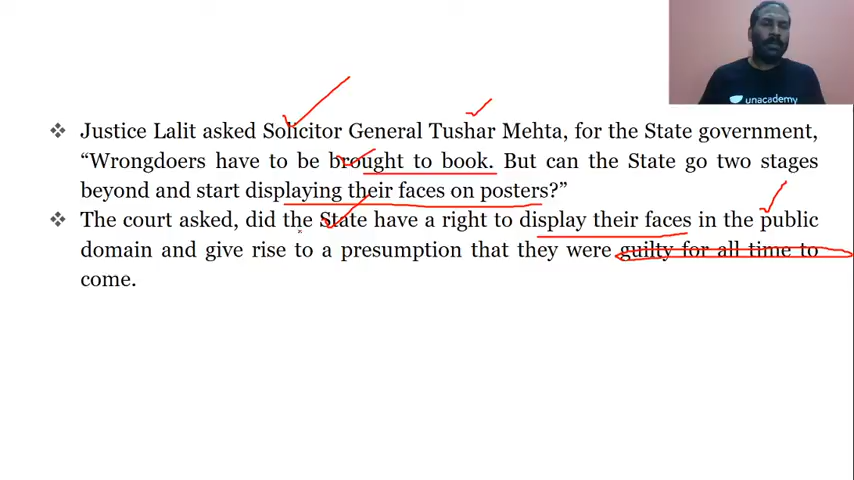 unacademy
Justice Lalit asked Solicitor General Tushar Mehta, for the State government,
“Wrongdoers have to be brought to book. But can the State go two stages
beyond and start displaying their faces on posters?”
The court asked, did the State have a right to display their faces in the public
domain and give rise to a presumption that they were guilty for all time to
come.